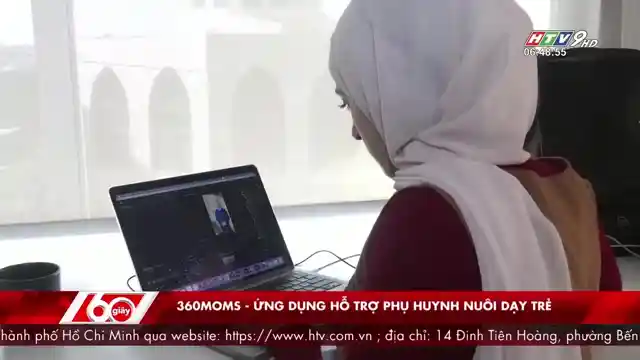 HTV9HD
06:48:55
60 giây
360MOMS - ỨNG DỤNG HỖ TRỢ PHỤ HUYNH NUÔI DẠY TRẺ
hành phố Hồ Chi Minh qua website: https://www.htv.com.vn ; địa chỉ: 14 Đinh Tiên Hoàng, phường Bến